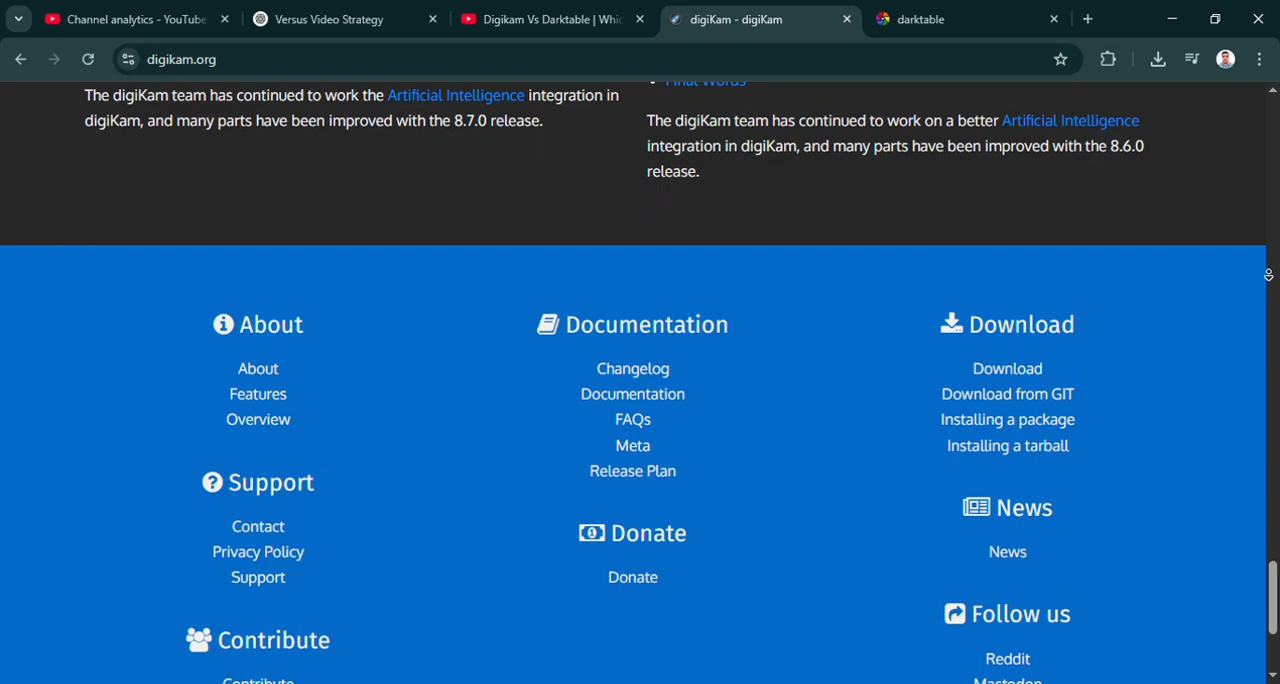 Channel analytics - YouTube
Versus Video Strategy
Digikam Vs Darktable | Whic
digiKam - digiKam
darktable
digikam.org
The digiKam team has continued to work the Artificial Intelligence integration in
digiKam, and many parts have been improved with the 8.7.0 release.
Final Words
The digiKam team has continued to work on a better Artificial Intelligence
integration in digiKam, and many parts have been improved with the 8.6.0
release.
About
About
Features
Overview
Support
Contact
Privacy Policy
Support
Contribute
Contribute
Documentation
Changelog
Documentation
FAQs
Meta
Release Plan
Donate
Donate
Download
Download
Download from GIT
Installing a package
Installing a tarball
News
News
Follow us
Reddit
Mastodon